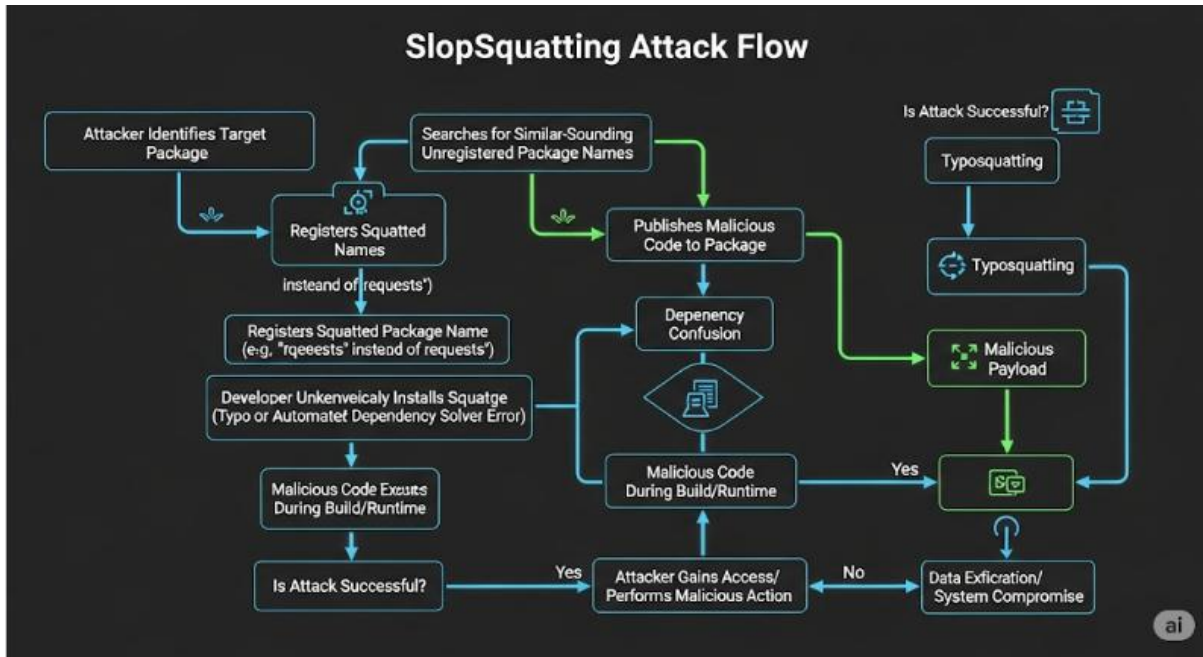 SlopSquatting Attack Flow
Is Attack Successful?
Attacker Identifies Target
Package
Searches for Similar-Sounding
Unregistered Package Names
Typosquatting
Registers Squatted
Names
Publishes Malicious
Code to Package
Typosquatting
insteand of requests")
Registers Squatted Package Name
(e-g, "rqeeests" instead of requests")
Depenency
Confusion
Malicious
Payload
Developer Unkenveicaly Installs Squatge
(Typo or Automatet Dependency Solver Error)
Malicious Code
During Build/Runtime
Yes
Malicious Code Exeuts
During Build/Runtime
Is Attack Successful?
Yes
Attacker Gains Access/
Performs Malicious Action
No
Data Exficration/
System Compromise
ai